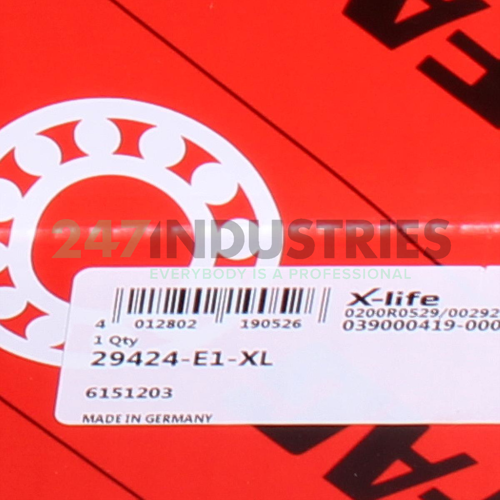 FA
247INDUSTRIES
EVERYBODY IS A PROFESSIONAL
X-life
0200R0529/00292
039000419-000
4 012802 190526
1 Qty
29424-E1-XL
6151203
MADE IN GERMANY